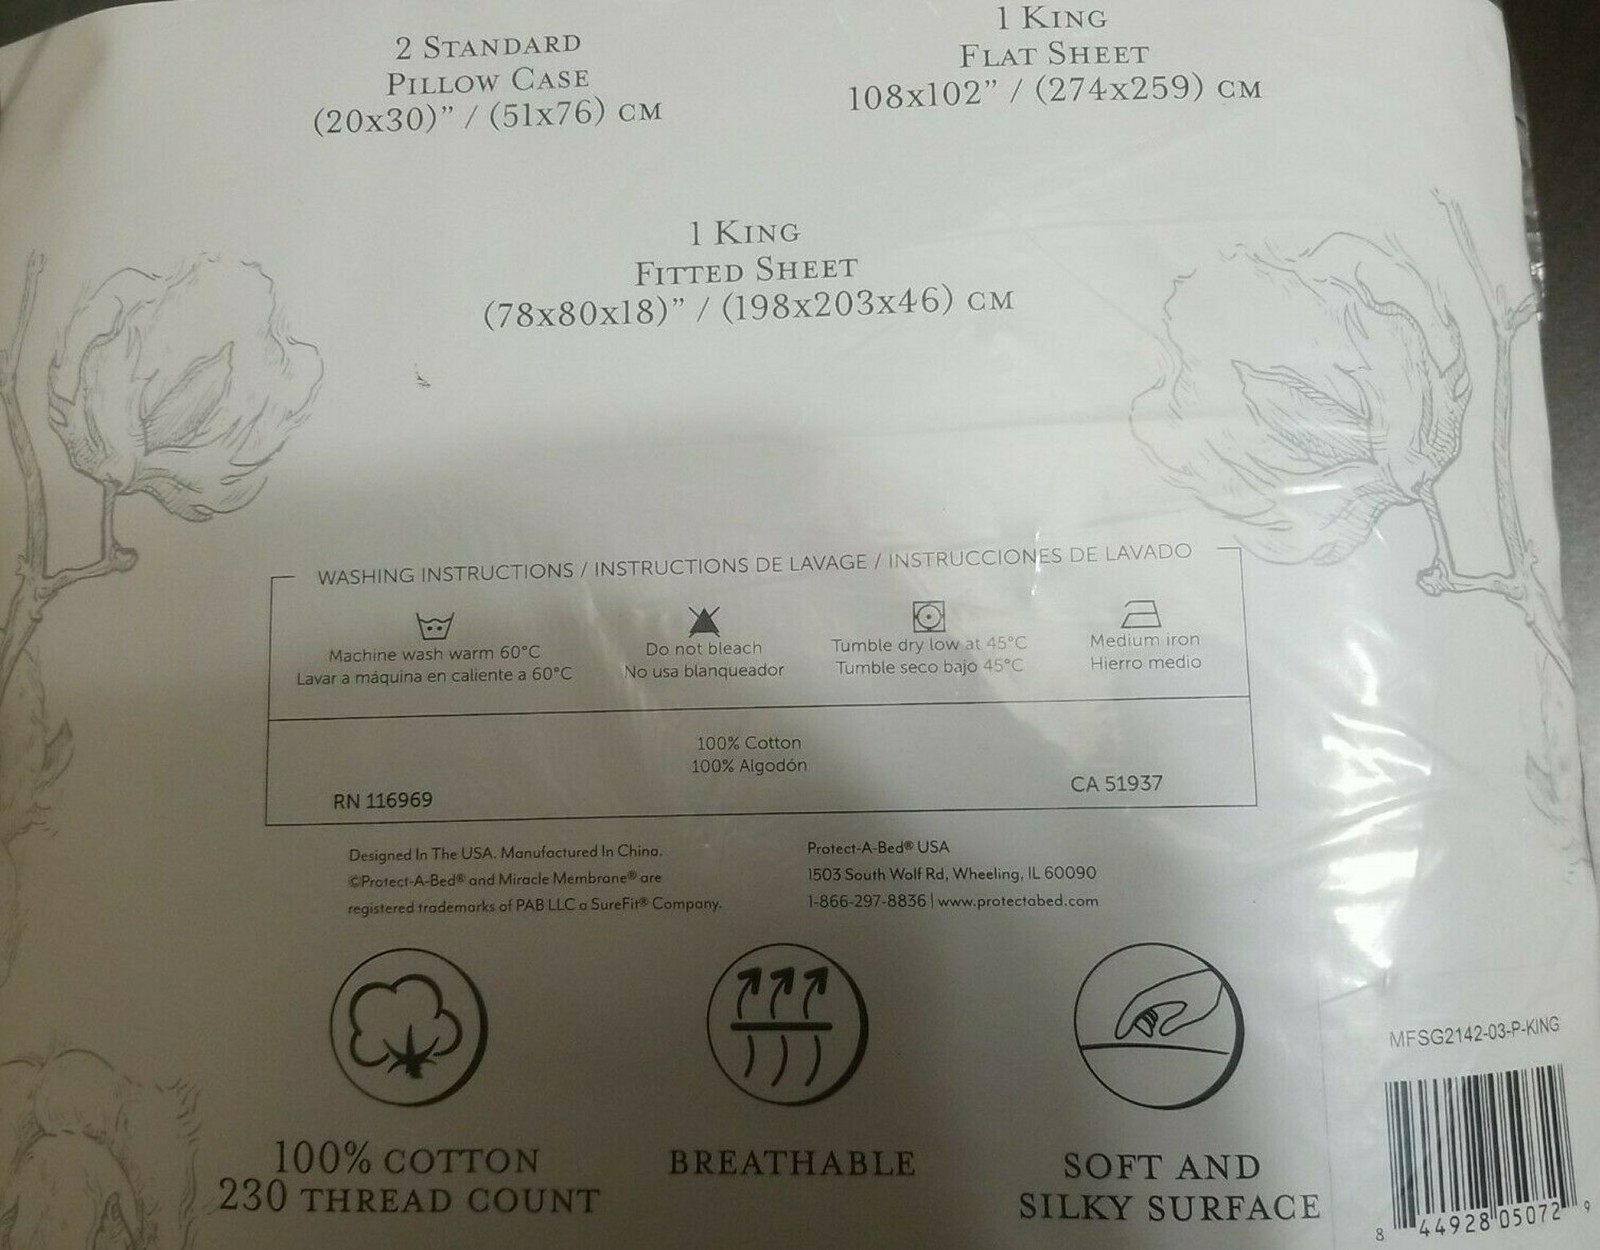 2 Standard
Pillow Case
(20x30)” / (51x76) cm
1 King
Flat Sheet
108x102” / (274x259) cm
1 King
Fitted Sheet
(78x80x18)” / (198x203x46) cm
WASHING INSTRUCTIONS / INSTRUCTIONS DE LAVAGE / INSTRUCCIONES DE LAVADO
Machine wash warm 60°C
Lavar a máquina en caliente a 60°C
Do not bleach
No usa blanqueador
Tumble dry low at 45°C
Tumble seco bajo 45°C
Medium iron
Hierro medio
100% Cotton
100% Algodón
RN 116969
CA 51937
Designed In The USA. Manufactured In China.
©Protect-A-Bed® and Miracle Membrane® are
registered trademarks of PAB LLC a SureFit® Company.
Protect-A-Bed® USA
1503 South Wolf Rd, Wheeling, IL 60090
1-866-297-8836 | www.protectabed.com
100% COTTON
230 THREAD COUNT
BREATHABLE
SOFT AND
SILKY SURFACE
MFSG2142-03-P-KING
8 44928 05072 9